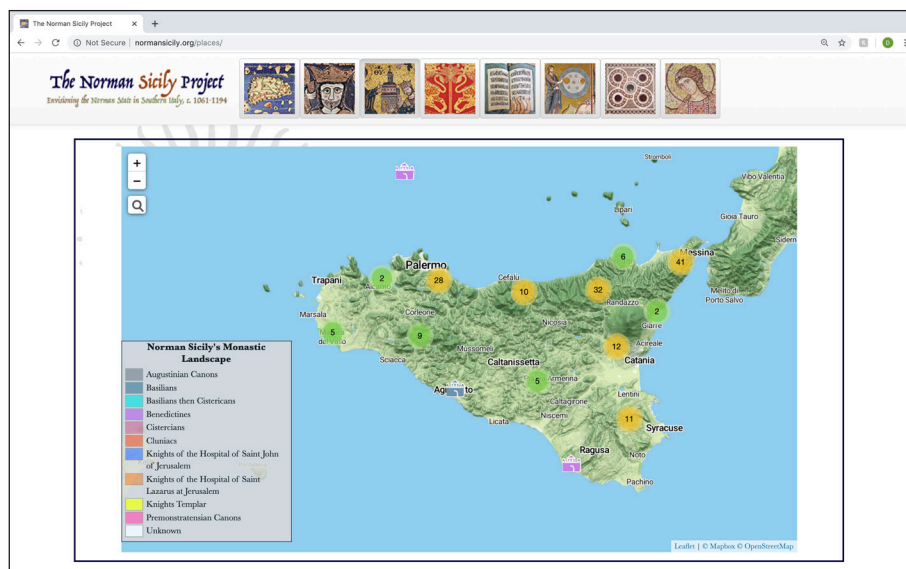 The Norman Sicily Project
Not Secure | normansicily.org/places/
The Norman Sicily Project
Envisioning the Norman State in Southern Italy, c. 1061-1194
Stromboli
Vibo Valentia
Lipari
Gioia Tauro
Messina
6
41
Sidern
Palermo
Trapani
2
28
Cefalu
10
32
Melito di
Porto Salvo
Randazzo
Marsala
Corleone
2
Giarre
Nicosia
5
9
12
Acireale
Sciacca
Mussomeli
Catania
Caltanissetta
5
Armerina
Lentini
Caltagirone
Licata
Niscemi
11
Syracuse
Ragusa
Noto
Pachino
Norman Sicily's Monastic
Landscape
Augustinian Canons
Basilians
Basilians then Cistericans
Benedictines
Cistercians
Cluniacs
Knights of the Hospital of Saint John
of Jerusalem
Knights of the Hospital of Saint
Lazarus at Jerusalem
Knights Templar
Premonstratensian Canons
Unknown
Leaflet | © Mapbox © OpenStreetMap